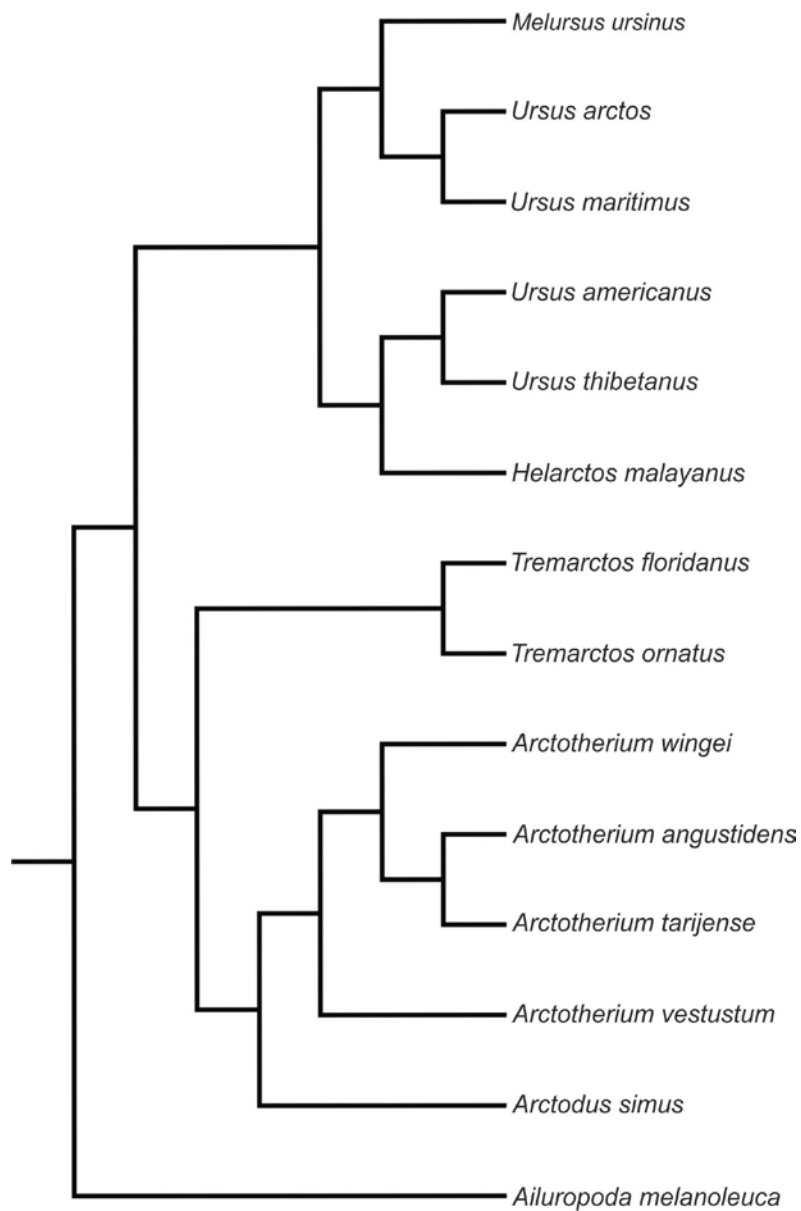 Melursus ursinus
Ursus arctos
Ursus maritimus
Ursus americanus
Ursus thibetanus
Helarctos malayanus
Tremarctos floridanus
Tremarctos ornatus
Arctotherium wingei
Arctotherium angustidens
Arctotherium tarijense
Arctotherium vestustum
Arctodus simus
Ailuropoda melanoleuca